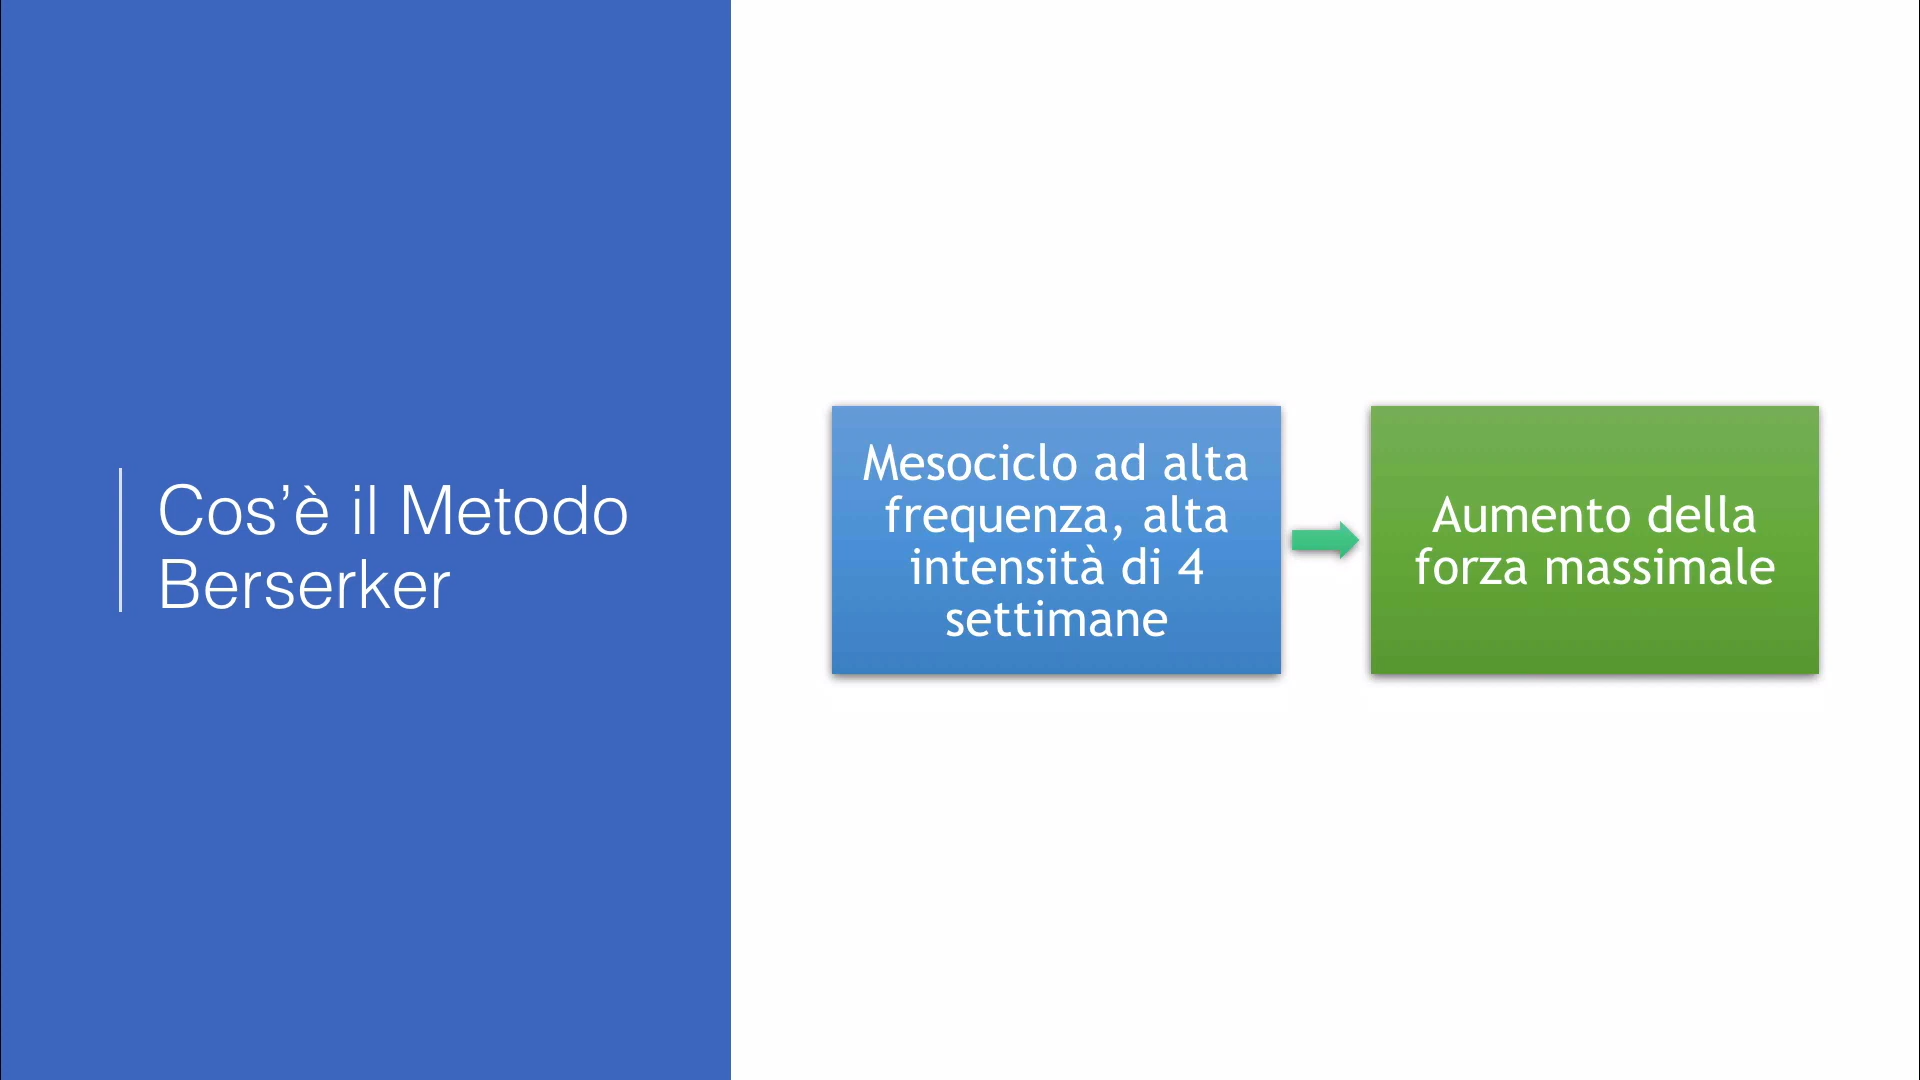 Cos’è il Metodo
Berserker
Mesociclo ad alta
frequenza, alta
intensità di 4
settimane
Aumento della
forza massimale